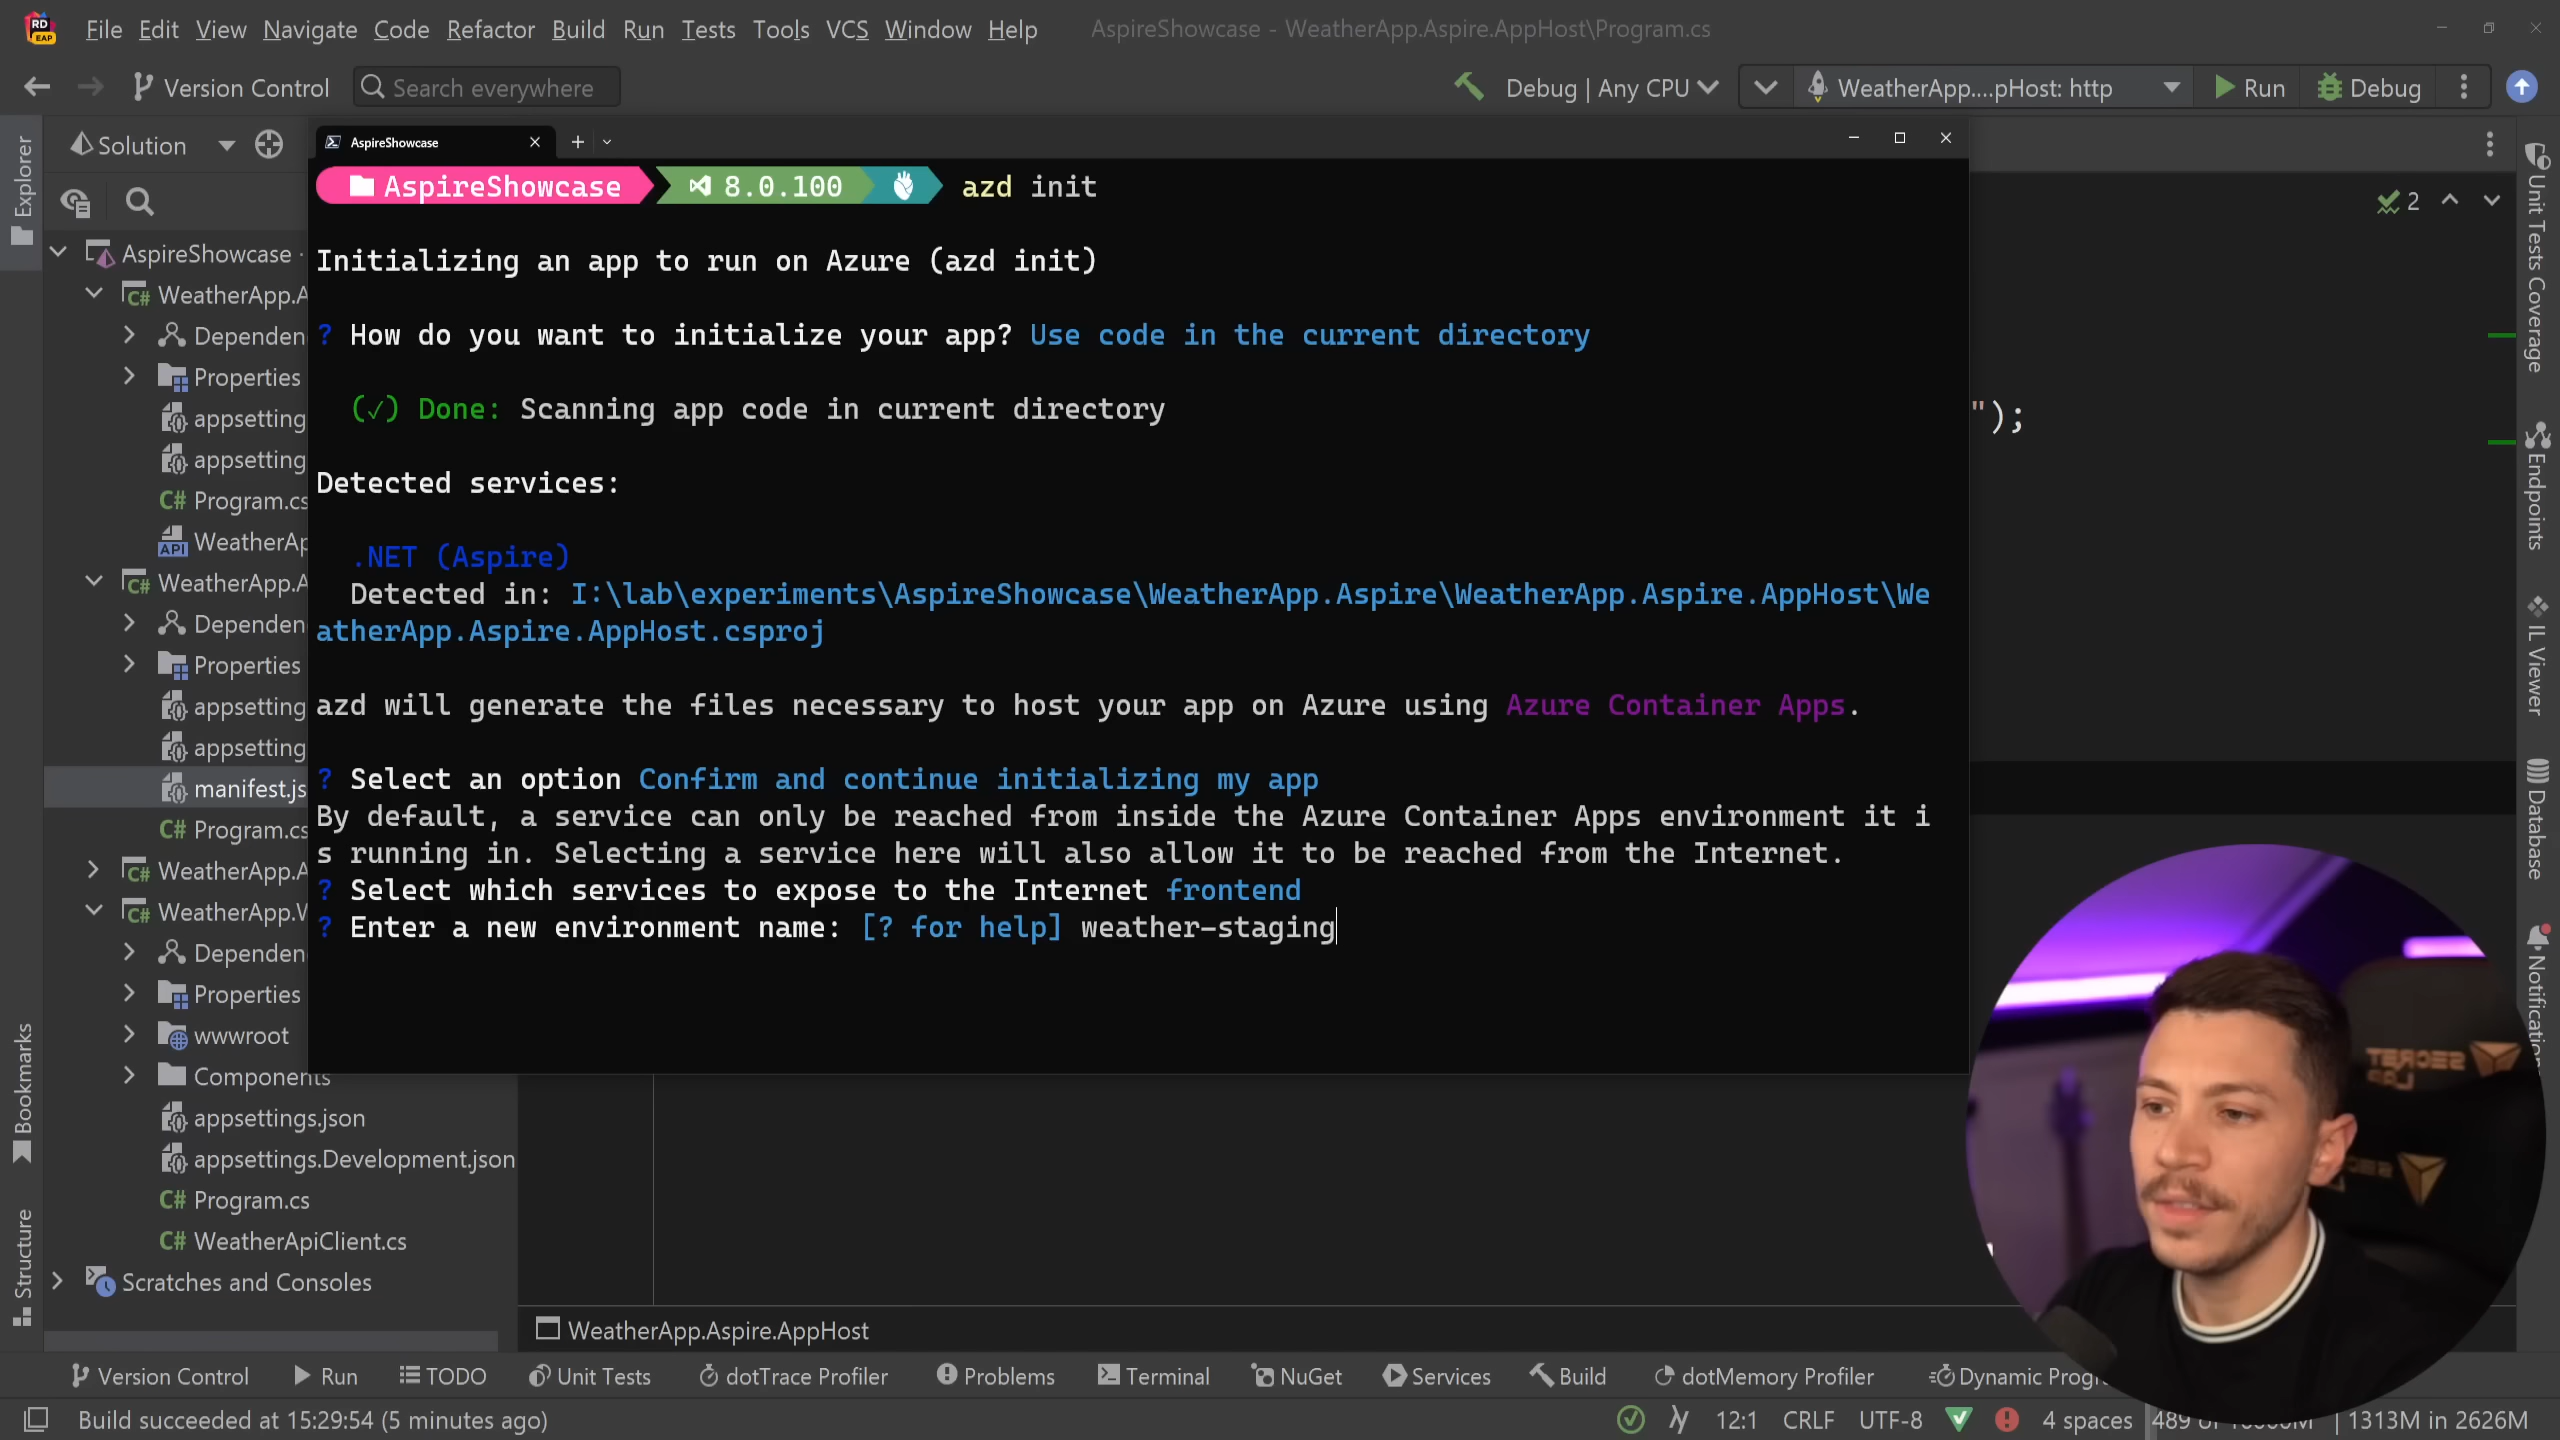 File Edit View Navigate Code Refactor Build Run Tests Tools VCS Window Help AspireShowcase - WeatherApp.Aspire.AppHost\Program.cs
Version Control Search everywhere Debug | Any CPU WeatherApp....pHost: http Run Debug
Explorer
Solution
AspireShowcase
AspireShowcase 8.0.100 azd init
2
Initializing an app to run on Azure (azd init)
? How do you want to initialize your app? Use code in the current directory
(✓) Done: Scanning app code in current directory
");
Detected services:
.NET (Aspire)
Detected in: I:\lab\experiments\AspireShowcase\WeatherApp.Aspire\WeatherApp.Aspire.AppHost\We
atherApp.Aspire.AppHost.csproj
azd will generate the files necessary to host your app on Azure using Azure Container Apps.
? Select an option Confirm and continue initializing my app
By default, a service can only be reached from inside the Azure Container Apps environment it i
s running in. Selecting a service here will also allow it to be reached from the Internet.
? Select which services to expose to the Internet frontend
? Enter a new environment name: [? for help] weather-staging
AspireShowcase ·
WeatherApp.A
Dependen
Properties
appsetting
appsetting
Program.cs
API WeatherAp
WeatherApp.A
Dependen
Properties
appsetting
appsetting
manifest.js
Program.cs
WeatherApp.A
WeatherApp.W
Dependen
Properties
wwwroot
Components
appsettings.json
appsettings.Development.json
C# Program.cs
C# WeatherApiClient.cs
Scratches and Consoles
Bookmarks
Structure
Unit Tests Coverage
Endpoints
IL Viewer
Database
Notification
SECRET
LAB
WeatherApp.Aspire.AppHost
Version Control Run TODO Unit Tests dotTrace Profiler Problems Terminal NuGet Services Build dotMemory Profiler Dynamic Progr
Build succeeded at 15:29:54 (5 minutes ago) 12:1 CRLF UTF-8 4 spaces 489 of 1313M in 2626M